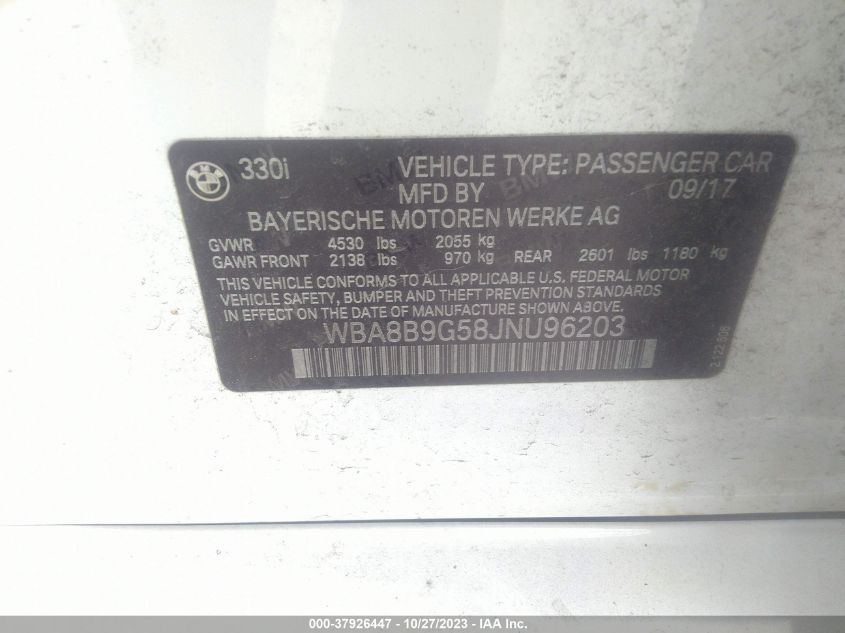 330i VEHICLE TYPE: PASSENGER CAR
MFD BY 09/17
BAYERISCHE MOTOREN WERKE AG
GVWR 4530 lbs 2055 kg
GAWR FRONT 2138 lbs 970 kg REAR 2601 lbs 1180 kg
THIS VEHICLE CONFORMS TO ALL APPLICABLE U.S. FEDERAL MOTOR
VEHICLE SAFETY, BUMPER AND THEFT PREVENTION STANDARDS
IN EFFECT ON THE DATE OF MANUFACTURE SHOWN ABOVE.
WBA8B9G58JNU96203
000-37926447 - 10/27/2023 - IAA Inc.